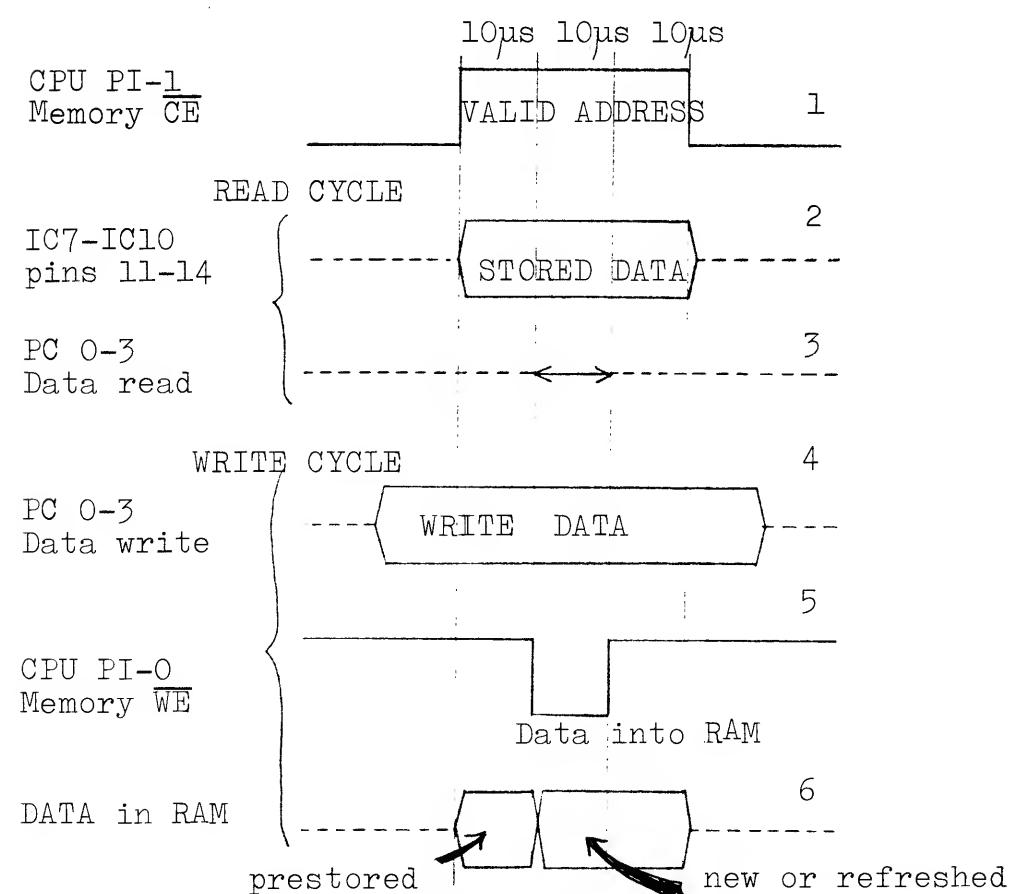 10µs 10µs 10µs
CPU PI-1
Memory CE
VALID ADDRESS
1
READ CYCLE
2
IC7-IC10
pins 11-14
STORED DATA
PC 0-3
Data read
3
WRITE CYCLE
4
PC 0-3
Data write
WRITE DATA
5
CPU PI-0
Memory WE
Data into RAM
6
DATA in RAM
prestored
new or refreshed